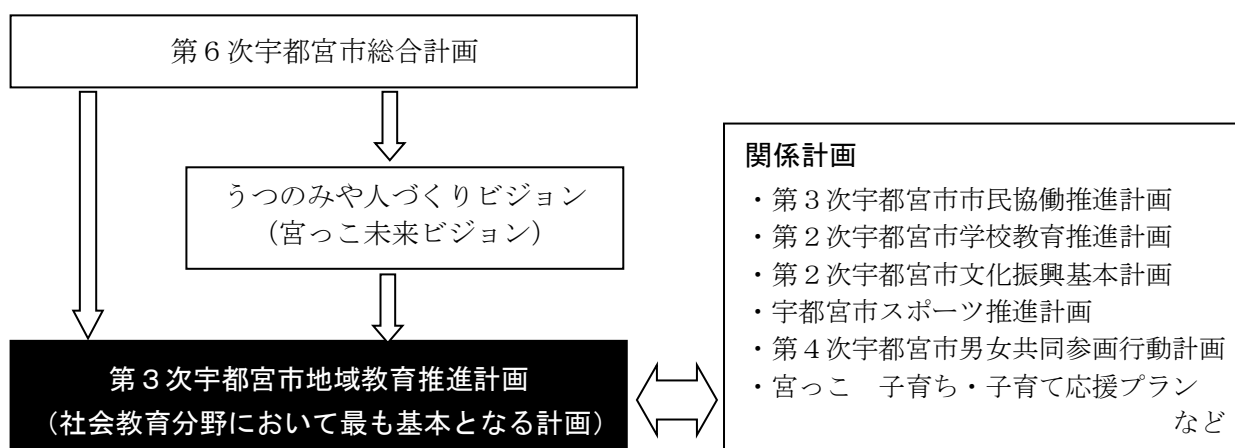 第６次宇都宮市総合計画
うつのみや人づくりビジョン
（宮っこ未来ビジョン）
第３次宇都宮市地域教育推進計画
（社会教育分野において最も基本となる計画）
関係計画
・第３次宇都宮市市民協働推進計画
・第２次宇都宮市学校教育推進計画
・第２次宇都宮市文化振興基本計画
・宇都宮市スポーツ推進計画
・第４次宇都宮市男女共同参画行動計画
・宮っこ　子育ち・子育て応援プラン
など